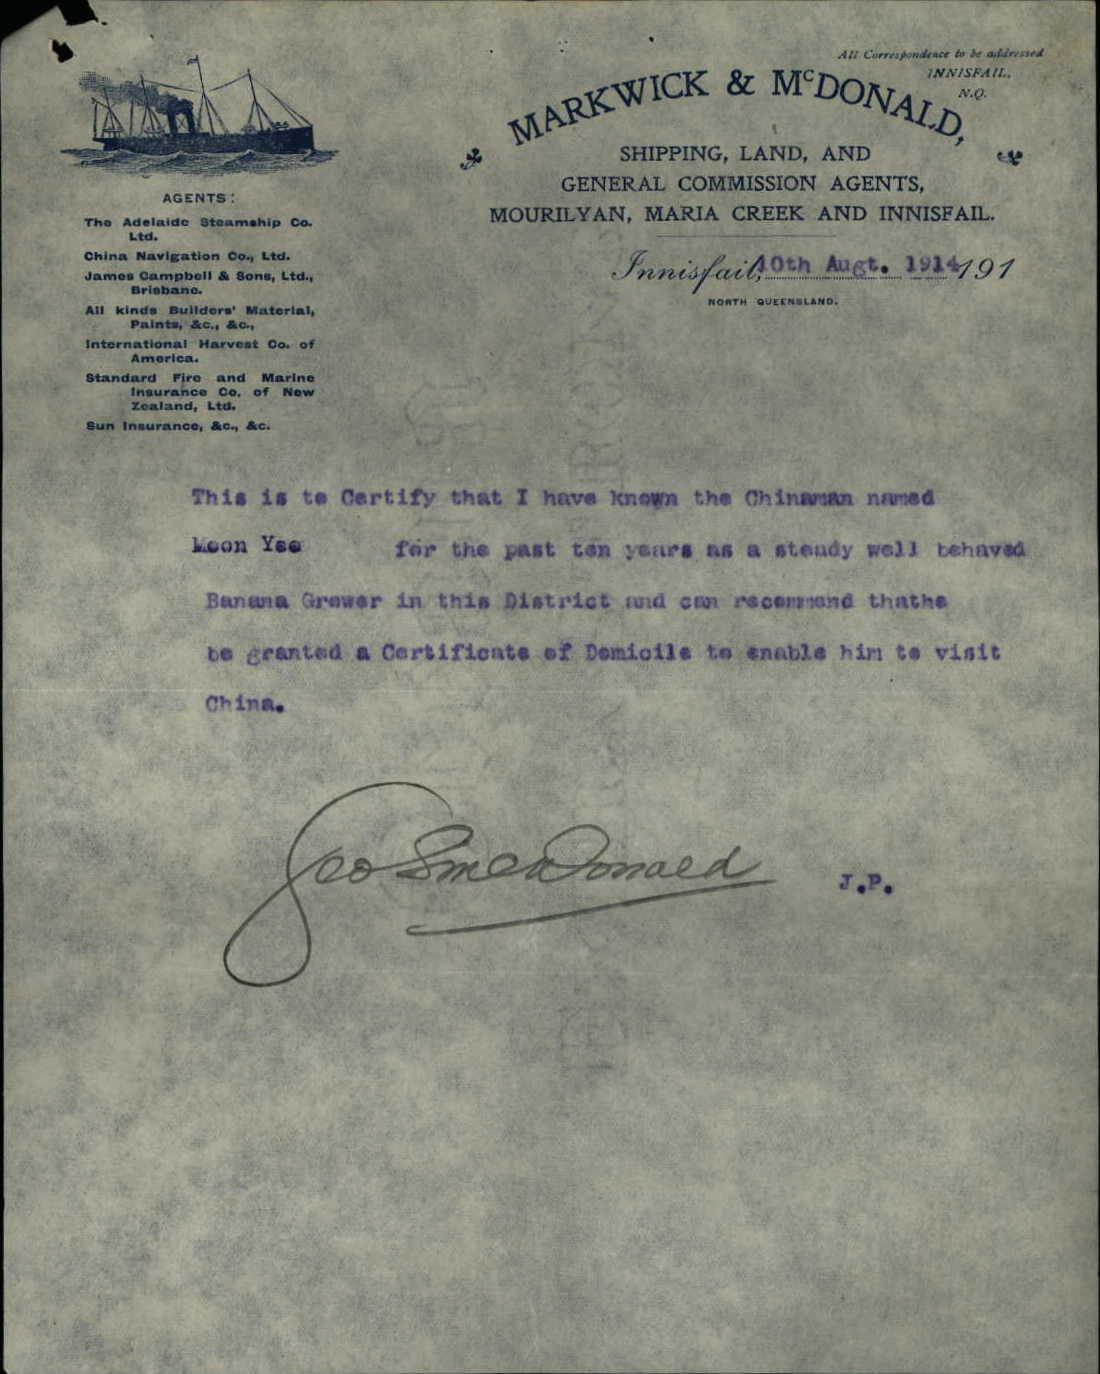 All Correspondence to be addressed
INNISFAIL,
N.Q.
MARKWICK & McDONALD,
SHIPPING, LAND, AND
GENERAL COMMISSION AGENTS,
MOURILYAN, MARIA CREEK AND INNISFAIL.
Innisfail, 10th Augt. 1914 191
NORTH QUEENSLAND.
AGENTS:
The Adelaide Steamship Co.
Ltd.
China Navigation Co., Ltd.
James Campbell & Sons, Ltd.,
Brisbane.
All kinds Builders' Material,
Paints, &c., &c.,
International Harvest Co. of
America.
Standard Fire and Marine
Insurance Co. of New
Zealand, Ltd.
Sun Insurance, &c., &c.
This is to Certify that I have known the Chinaman named
Moon Yee for the past ten years as a steady well behaved
Banana Grower in this District and can recommend thathe
be granted a Certificate of Domicile to enable him to visit
China.
Geo S McDonald J.P.